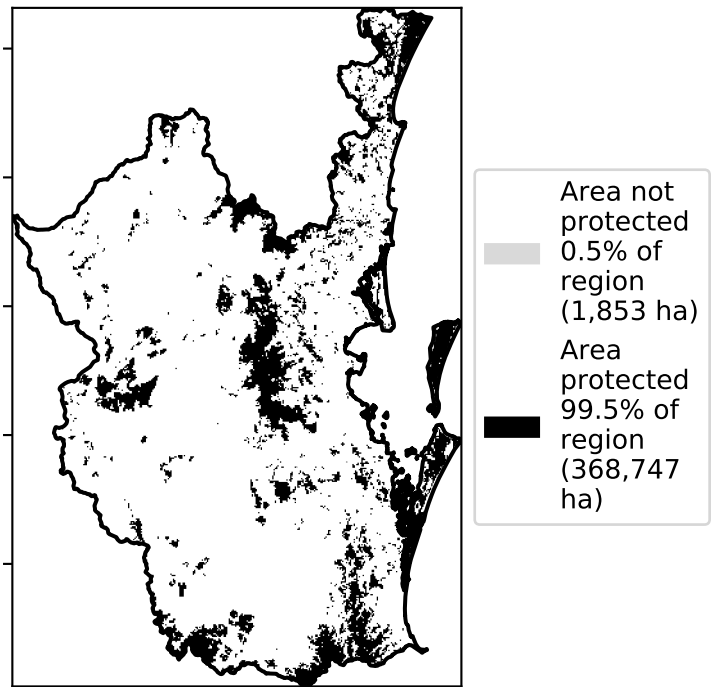 Area not
protected
0.5% of
region
(1,853 ha)
Area
protected
99.5% of
region
(368,747
ha)